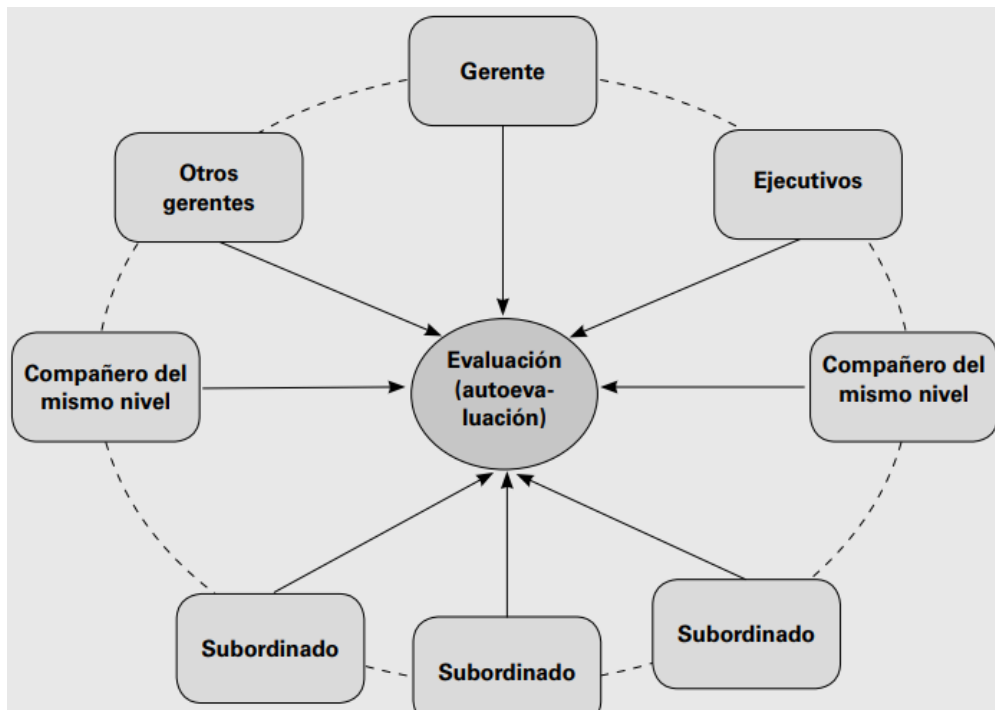 Gerente
Otros
gerentes
Ejecutivos
Compañero del
mismo nivel
Evaluación
(autoeva-
luación)
Compañero del
mismo nivel
Subordinado
Subordinado
Subordinado